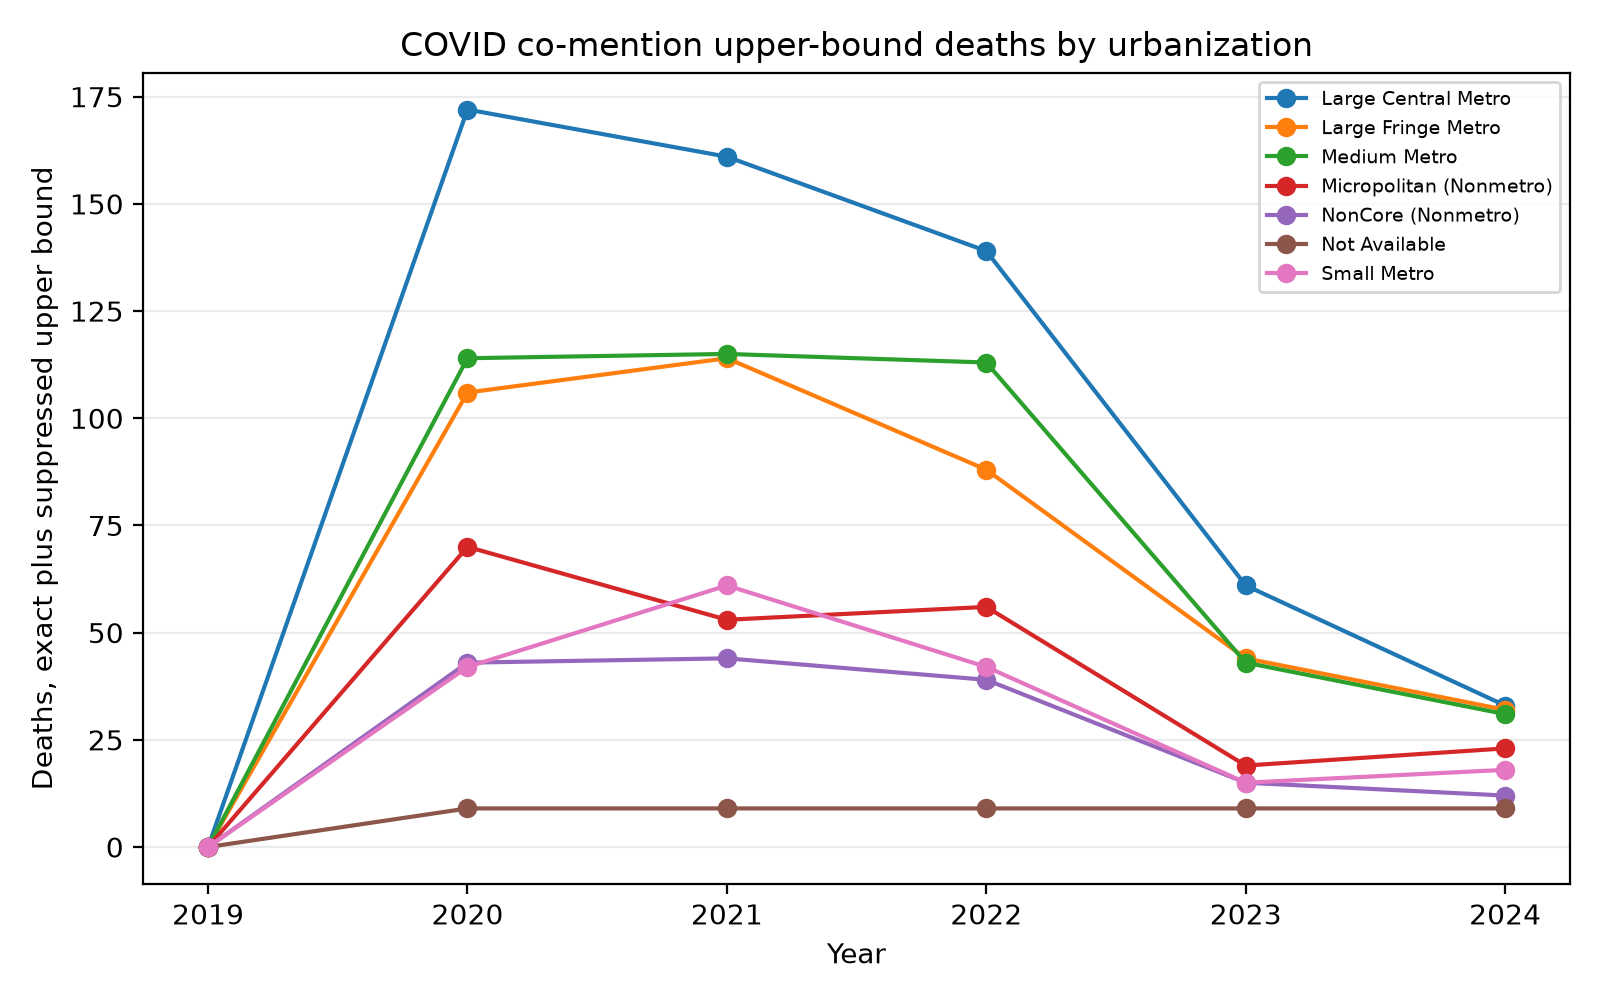 COVID co-mention upper-bound deaths by urbanization
Deaths, exact plus suppressed upper bound
175
150
125
100
75
50
25
0
Large Central Metro
Large Fringe Metro
Medium Metro
Micropolitan (Nonmetro)
NonCore (Nonmetro)
Not Available
Small Metro
2019 2020 2021 2022 2023 2024
Year